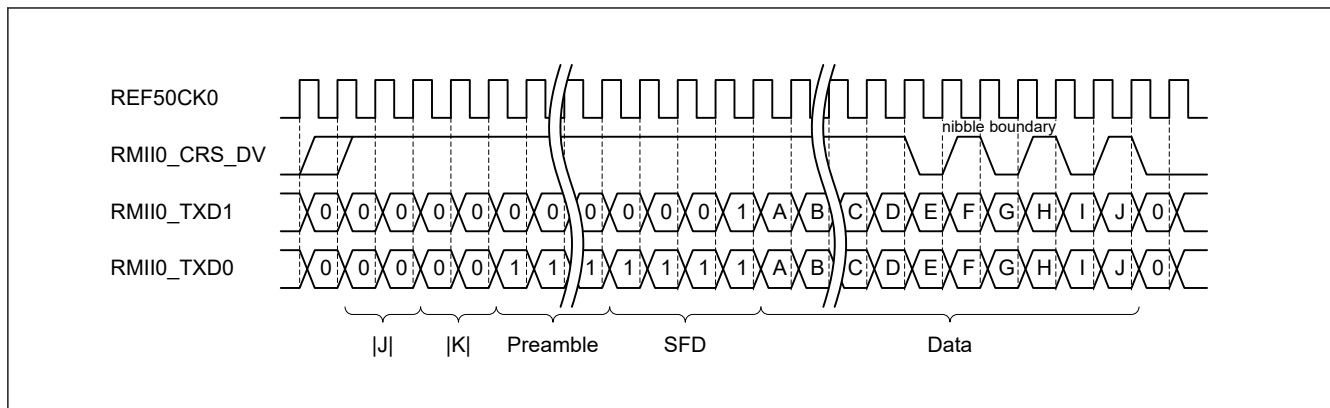 REF50CK0
nibble boundary
RMII0_CRS_DV
RMII0_TXD1 0 0 0 0 0 0 0 0 0 0 0 1 A B C D E F G H I J 0
RMII0_TXD0 0 0 0 0 0 1 1 1 1 1 1 1 A B C D E F G H I J 0
|J| |K| Preamble SFD Data